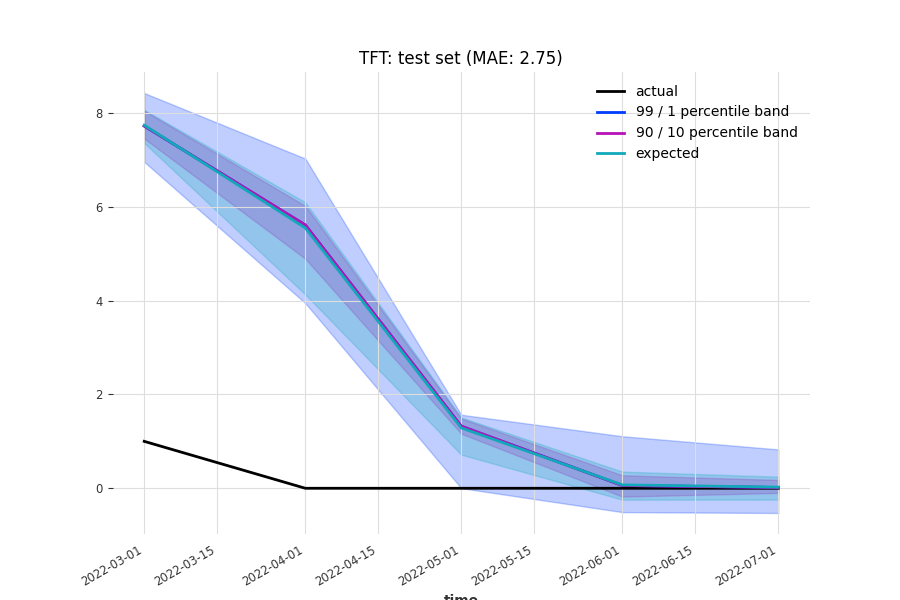 TFT: test set (MAE: 2.75)
actual
99 / 1 percentile band
90 / 10 percentile band
expected
8
6
4
2
0
2022-03-01
2022-03-15
2022-04-01
2022-04-15
2022-05-01
2022-05-15
2022-06-01
2022-06-15
2022-07-01
time